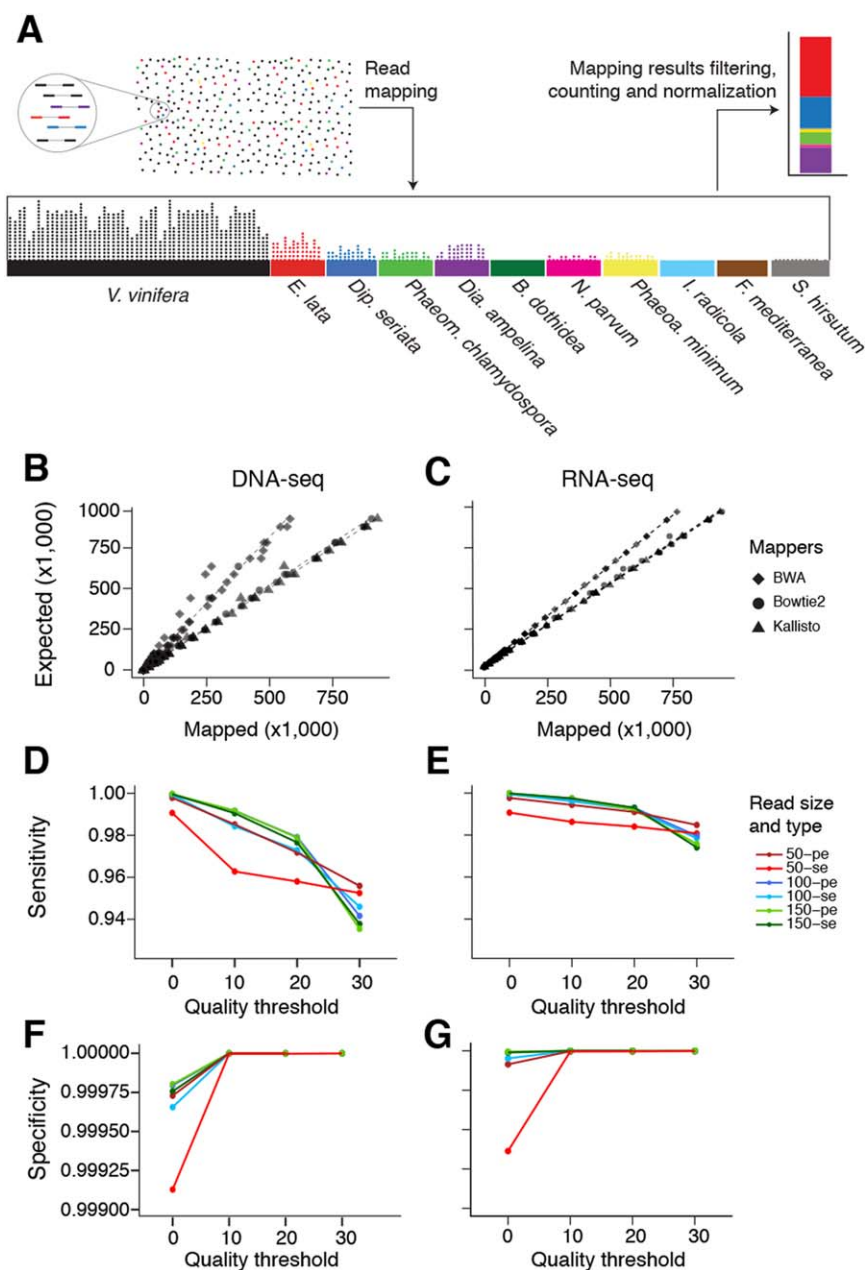 A
Read
mapping
Mapping results filtering,
counting and normalization
V. vinifera
E. lata
Dip. seriata
Phaeom. chlamydospora
Dia. ampelina
B. dothidea
N. parvum
Phaeoa. minimum
I. radicola
F. mediterranea
S. hirsutum
B
DNA-seq
Expected (x1,000)
1000
750
500
250
0
0
250
500
750
Mapped (x1,000)
C
RNA-seq
0
250
500
750
Mapped (x1,000)
Mappers
BWA
Bowtie2
Kallisto
D
Sensitivity
1.00
0.98
0.96
0.94
0
10
20
30
Quality threshold
E
0
10
20
30
Quality threshold
Read size
and type
50-pe
50-se
100-pe
100-se
150-pe
150-se
F
Specificity
1.00000
0.99975
0.99950
0.99925
0.99900
0
10
20
30
Quality threshold
G
0
10
20
30
Quality threshold